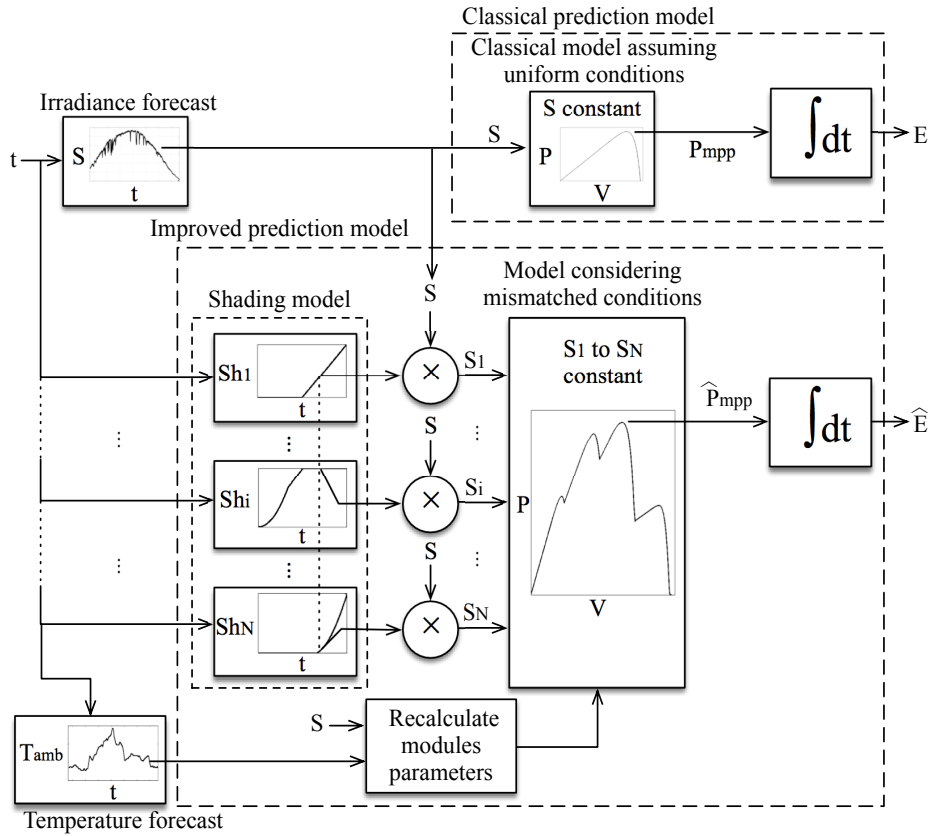 Classical prediction model
Classical model assuming
uniform conditions
Irradiance forecast
S constant
S
t
t
S
P
V
Pmpp
∫dt
E
Improved prediction model
Model considering
mismatched conditions
Shading model
S
Sh1
t
×
S1
S1 to SN
constant
P̂mpp
∫dt
Ê
...
...
S
...
Shi
t
×
Si
P
...
...
S
...
ShN
t
×
SN
V
S
Recalculate
modules
parameters
Tamb
t
Temperature forecast